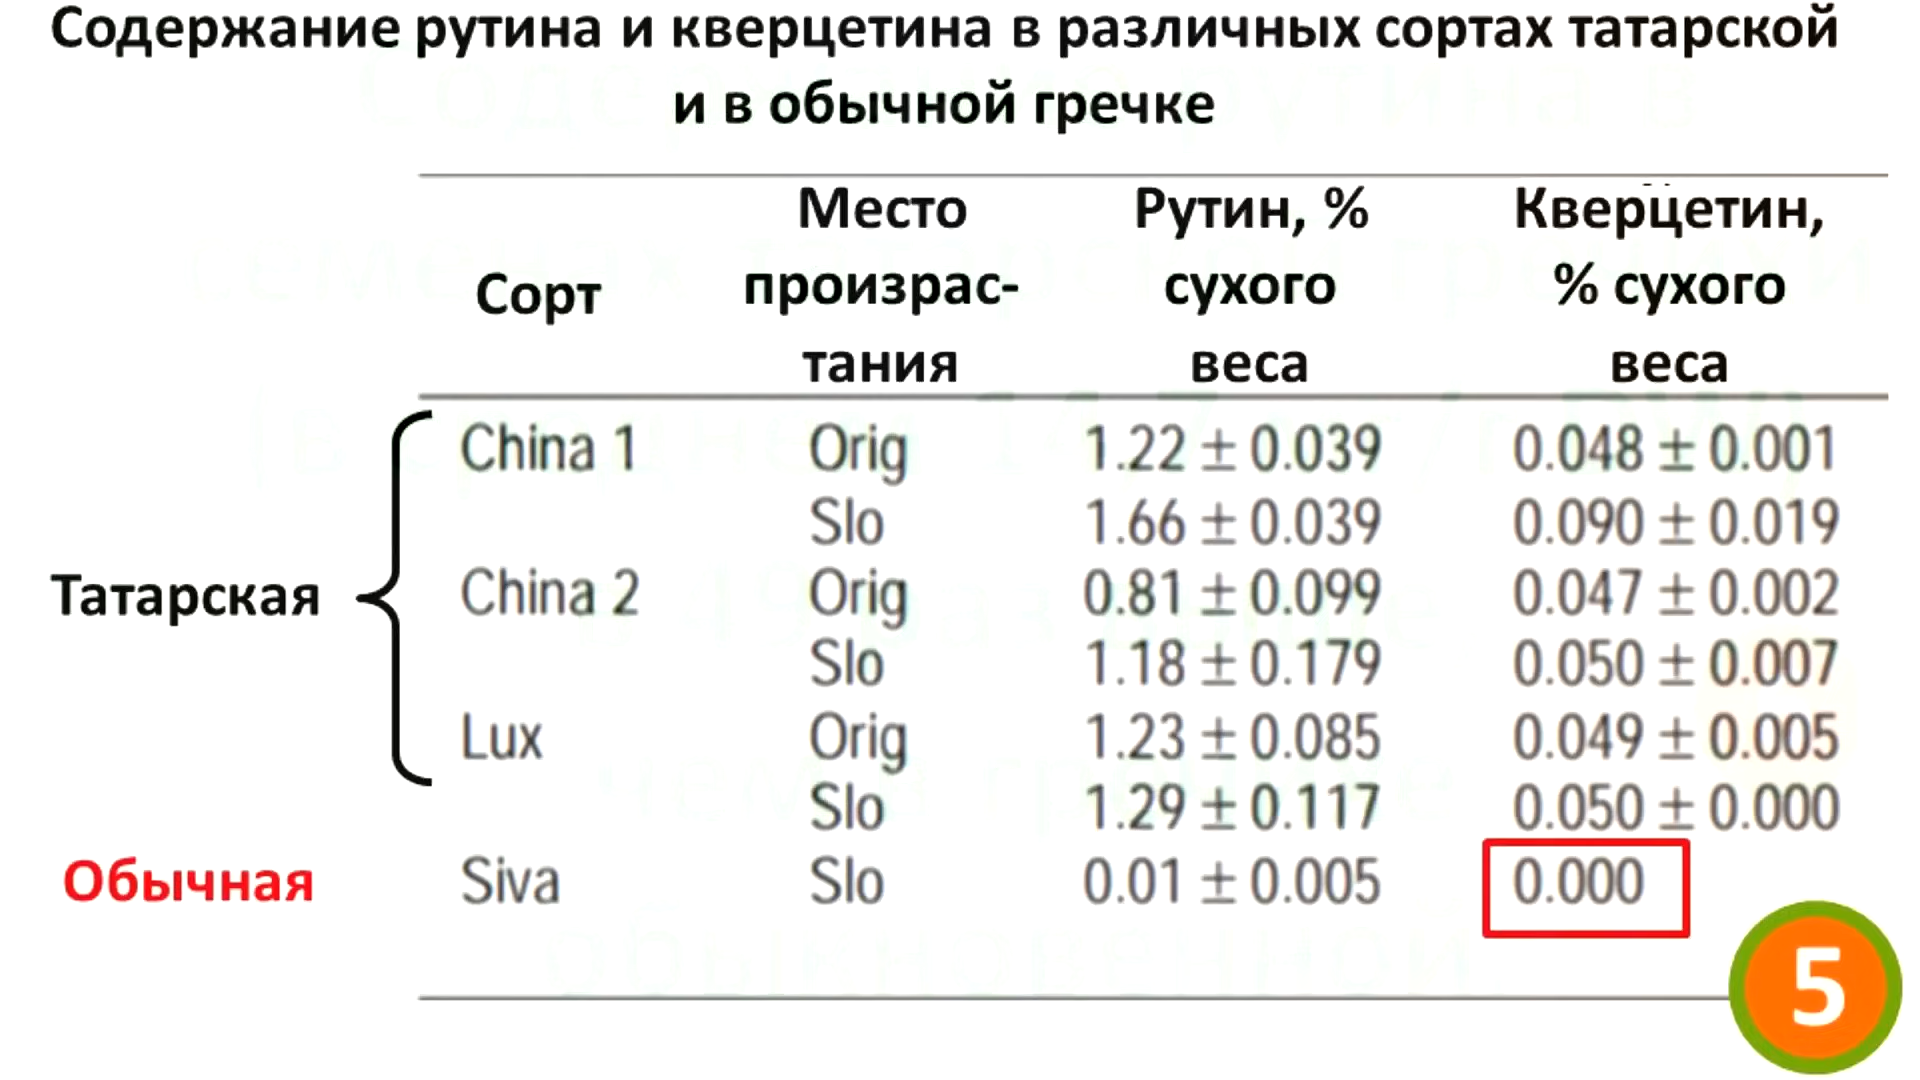 Содержание рутина и кверцетина в различных сортах татарской
и в обычной гречке
Сорт
Место
произрас-
тания
Рутин, %
сухого
веса
Кверцетин,
% сухого
веса
Татарская
China 1 Orig 1.22 ± 0.039 0.048 ± 0.001
Slo 1.66 ± 0.039 0.090 ± 0.019
China 2 Orig 0.81 ± 0.099 0.047 ± 0.002
Slo 1.18 ± 0.179 0.050 ± 0.007
Lux Orig 1.23 ± 0.085 0.049 ± 0.005
Slo 1.29 ± 0.117 0.050 ± 0.000
Обычная Siva Slo 0.01 ± 0.005 0.000
5